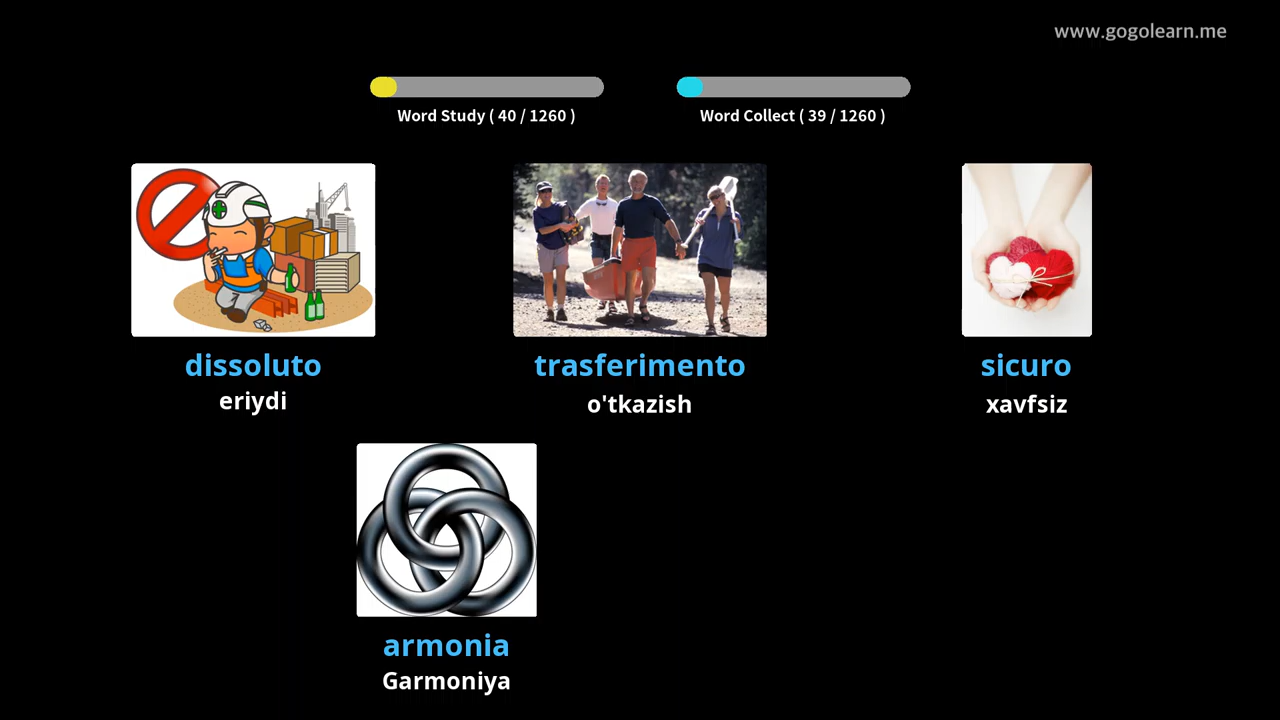 www.gogolearn.me
Word Study ( 40 / 1260 )
Word Collect ( 39 / 1260 )
dissoluto
eriydi
trasferimento
o'tkazish
sicuro
xavfsiz
armonia
Garmoniya